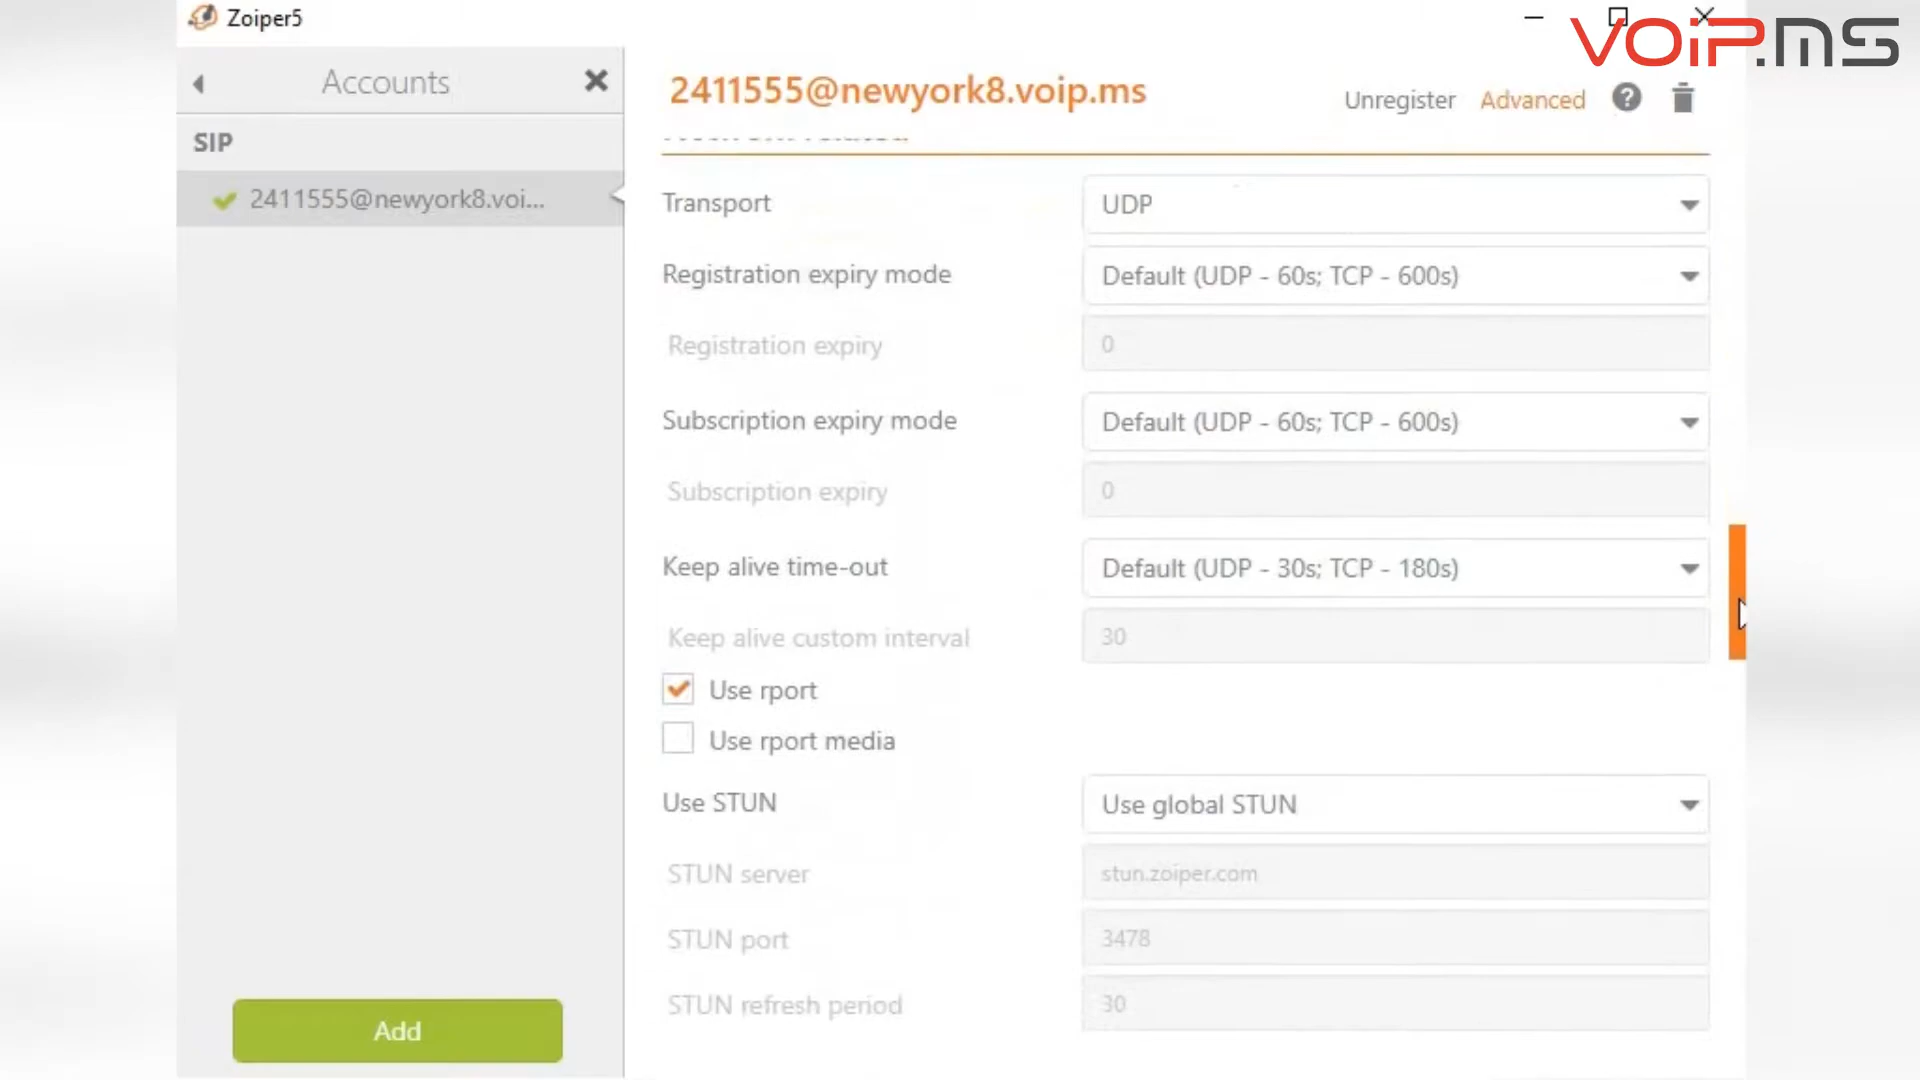 Zoiper5
VOiP.MS
Accounts
2411555@newyork8.voip.ms
Unregister
Advanced
?
SIP
2411555@newyork8.voi...
Transport
UDP
Registration expiry mode
Default (UDP - 60s; TCP - 600s)
Registration expiry
0
Subscription expiry mode
Default (UDP - 60s; TCP - 600s)
Subscription expiry
0
Keep alive time-out
Default (UDP - 30s; TCP - 180s)
Keep alive custom interval
30
Use rport
Use rport media
Use STUN
Use global STUN
STUN server
stun.zoiper.com
STUN port
3478
STUN refresh period
30
Add